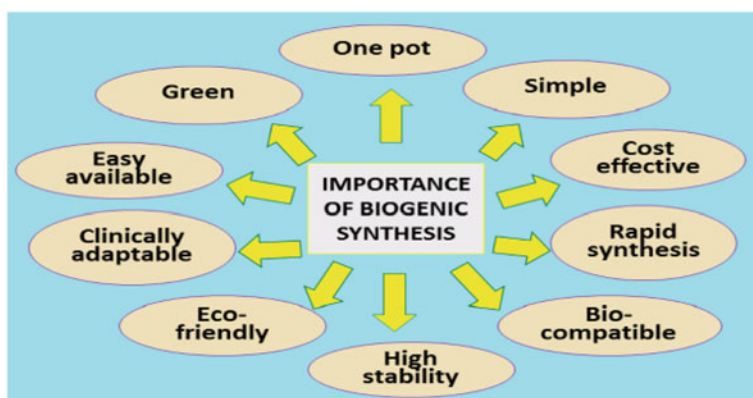 One pot
Green
Simple
Easy
available
Cost
effective
IMPORTANCE
OF BIOGENIC
SYNTHESIS
Clinically
adaptable
Rapid
synthesis
Eco-
friendly
Bio-
compatible
High
stability